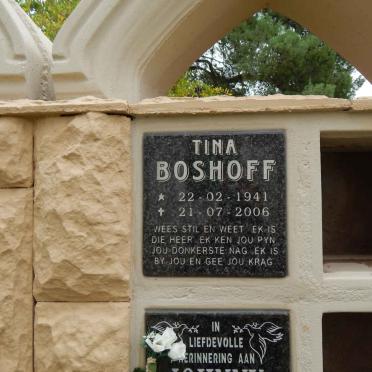 TINA
BOSHOFF
★ 22-02-1941
✝ 21-07-2006
WEES STIL EN WEET, EK IS
DIE HEER. EK KEN JOU PYN,
JOU DONKERSTE NAG. EK IS
BY JOU EN GEE JOU KRAG.
IN
LIEFDEVOLLE
HERINNERING AAN